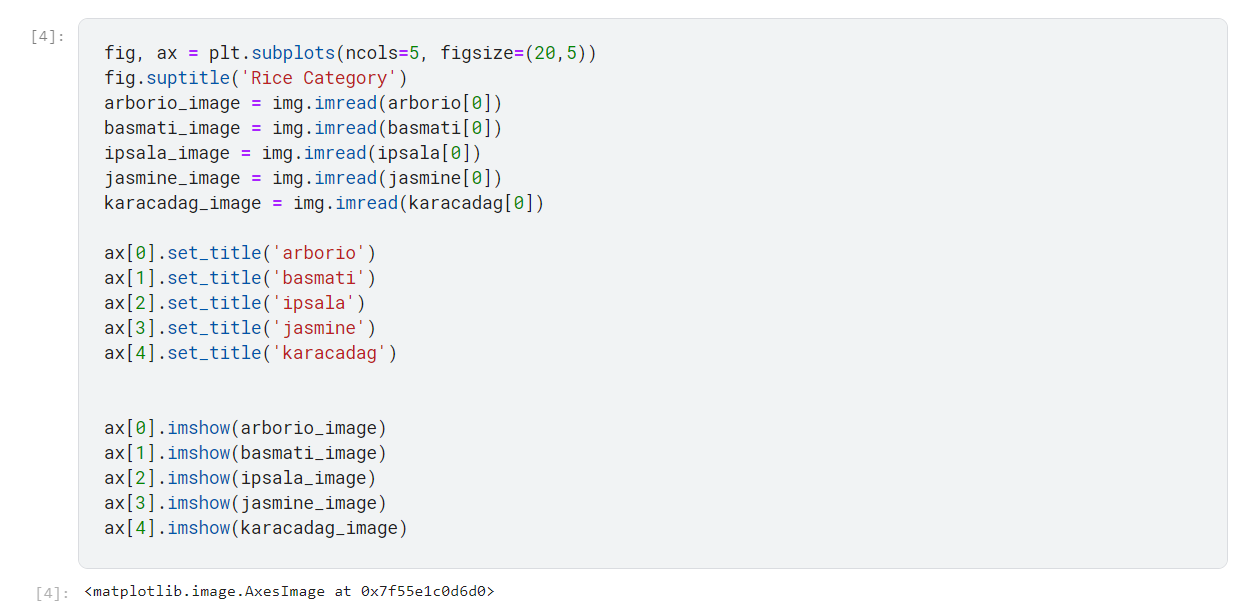 [4]:
fig, ax = plt.subplots(ncols=5, figsize=(20,5))
fig.suptitle('Rice Category')
arborio_image = img.imread(arborio[0])
basmati_image = img.imread(basmati[0])
ipsala_image = img.imread(ipsala[0])
jasmine_image = img.imread(jasmine[0])
karacadag_image = img.imread(karacadag[0])
ax[0].set_title('arborio')
ax[1].set_title('basmati')
ax[2].set_title('ipsala')
ax[3].set_title('jasmine')
ax[4].set_title('karacadag')
ax[0].imshow(arborio_image)
ax[1].imshow(basmati_image)
ax[2].imshow(ipsala_image)
ax[3].imshow(jasmine_image)
ax[4].imshow(karacadag_image)
[4]: <matplotlib.image.AxesImage at 0x7f55e1c0d6d0>